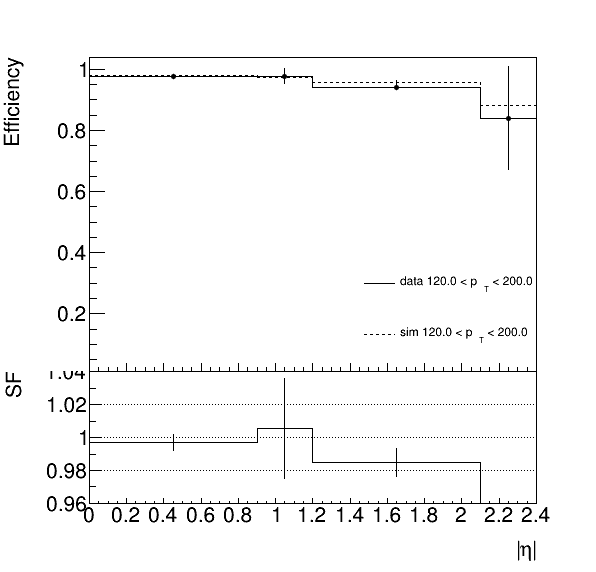 Efficiency
1
0.8
0.6
0.4
0.2
data 120.0 < p T < 200.0
sim 120.0 < p T < 200.0
SF
1.04
1.02
1
0.98
0.96
0 0.2 0.4 0.6 0.8 1 1.2 1.4 1.6 1.8 2 2.2 2.4
|η|